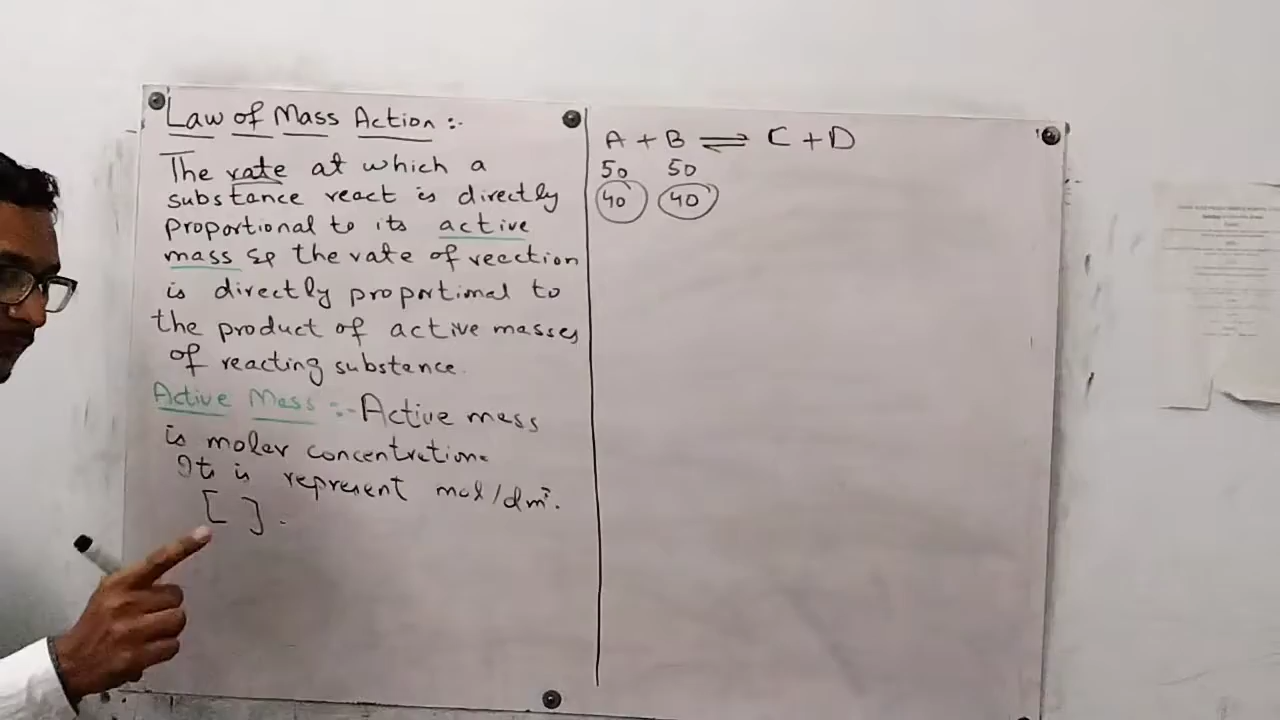 Law of Mass Action :-
The rate at which a
substance react is directly
proportional to its active
mass & the rate of reection
is directly proportimal to
the product of active masses
of reacting substance.
Active Mass :- Active mass
is molar concentration.
It is represent mol/dm³.
[ ].
A + B ⇌ C + D
50 50
40 40